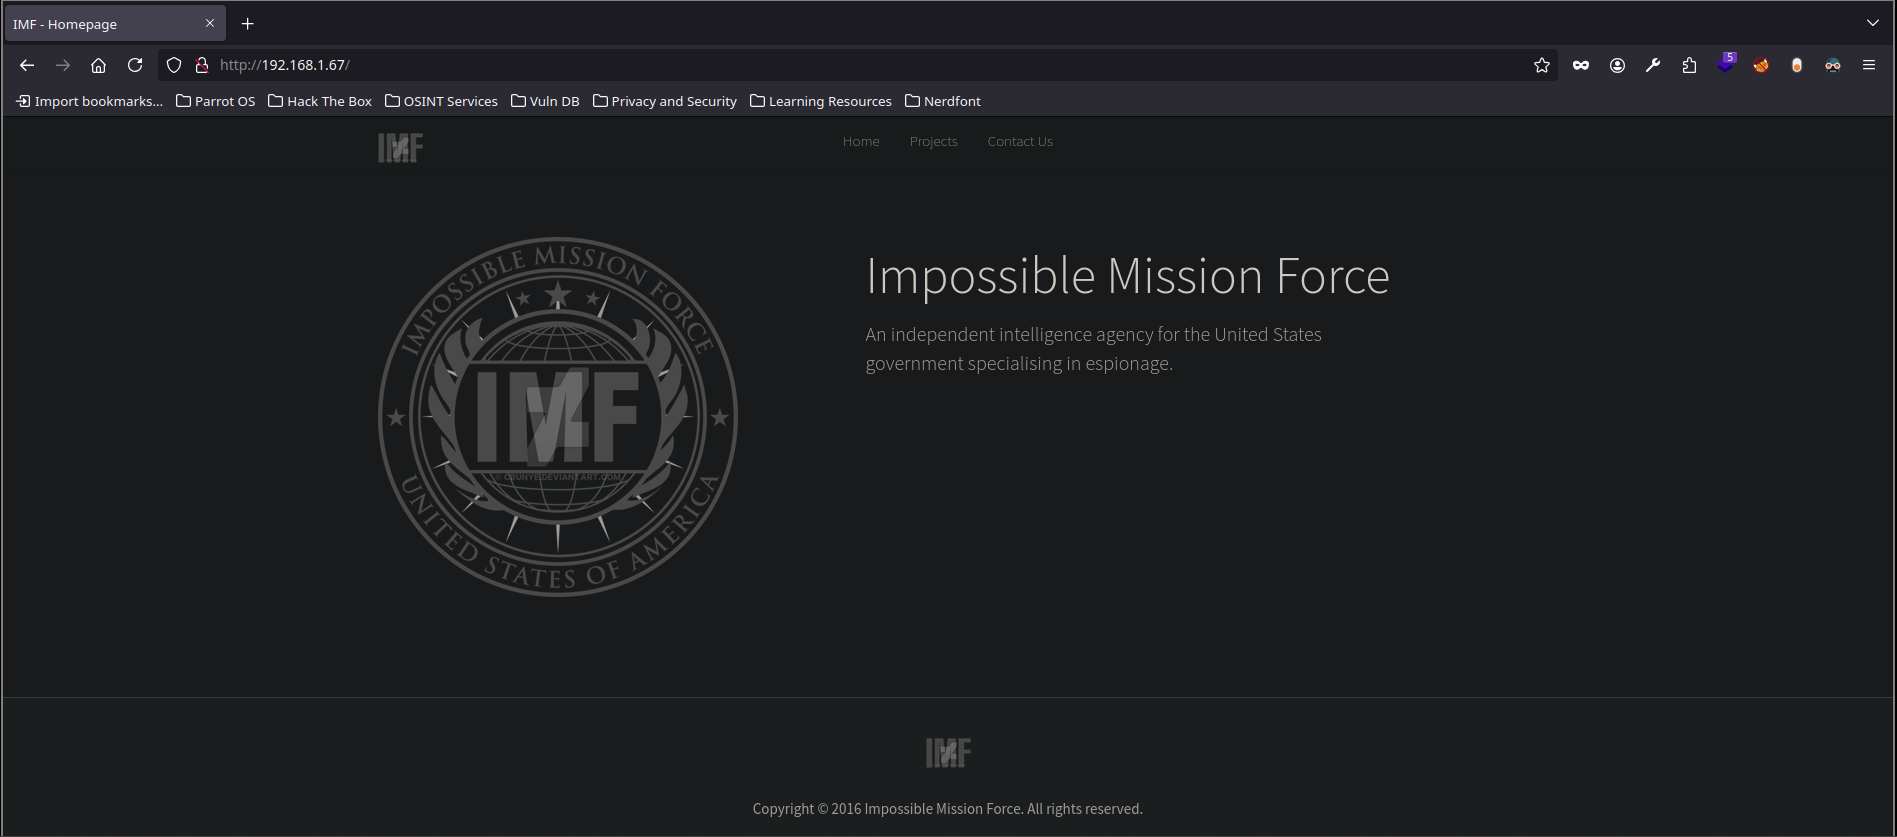 IMF - Homepage
http://192.168.1.67/
5
Import bookmarks... Parrot OS Hack The Box OSINT Services Vuln DB Privacy and Security Learning Resources Nerdfont
IMF
Home Projects Contact Us
IMPOSSIBLE MISSION FORCE
IMF
© CBUNYE.DEVIANTART.COM
UNITED STATES OF AMERICA
Impossible Mission Force
An independent intelligence agency for the United States
government specialising in espionage.
IMF
Copyright © 2016 Impossible Mission Force. All rights reserved.